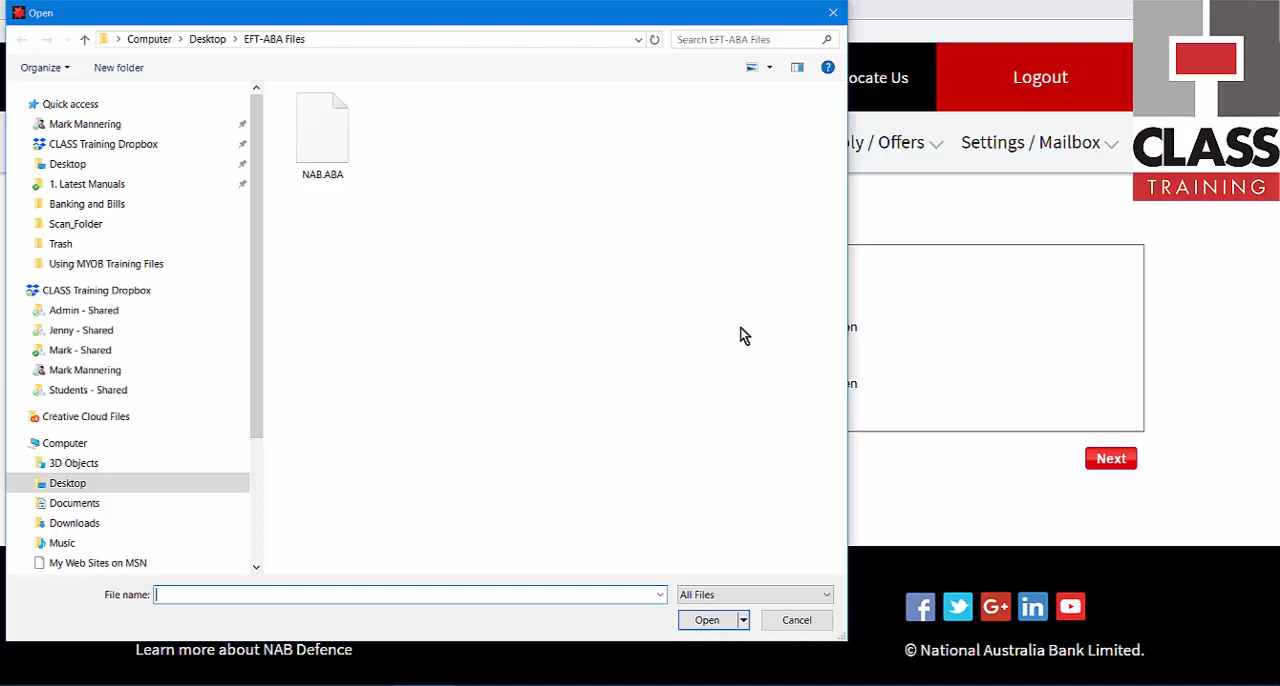 Open
Computer > Desktop > EFT-ABA Files
Search EFT-ABA Files
Organize
New folder
?
Quick access
Mark Mannering
CLASS Training Dropbox
Desktop
1. Latest Manuals
Banking and Bills
Scan_Folder
Trash
Using MYOB Training Files
CLASS Training Dropbox
Admin - Shared
Jenny - Shared
Mark - Shared
Mark Mannering
Students - Shared
Creative Cloud Files
Computer
3D Objects
Desktop
Documents
Downloads
Music
My Web Sites on MSN
NAB.ABA
File name:
All Files
Open
Cancel
ocate Us
Logout
ly / Offers
Settings / Mailbox
CLASS
TRAINING
en
en
Next
Learn more about NAB Defence
© National Australia Bank Limited.